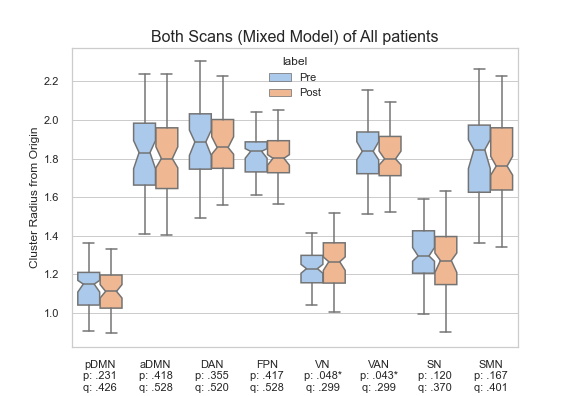 Both Scans (Mixed Model) of All patients
label
Pre
Post
Cluster Radius from Origin
2.2
2.0
1.8
1.6
1.4
1.2
1.0
pDMN aDMN DAN FPN VN VAN SN SMN
p: .231 p: .418 p: .355 p: .417 p: .048* p: .043* p: .120 p: .167
q: .426 q: .528 q: .520 q: .528 q: .299 q: .299 q: .370 q: .401